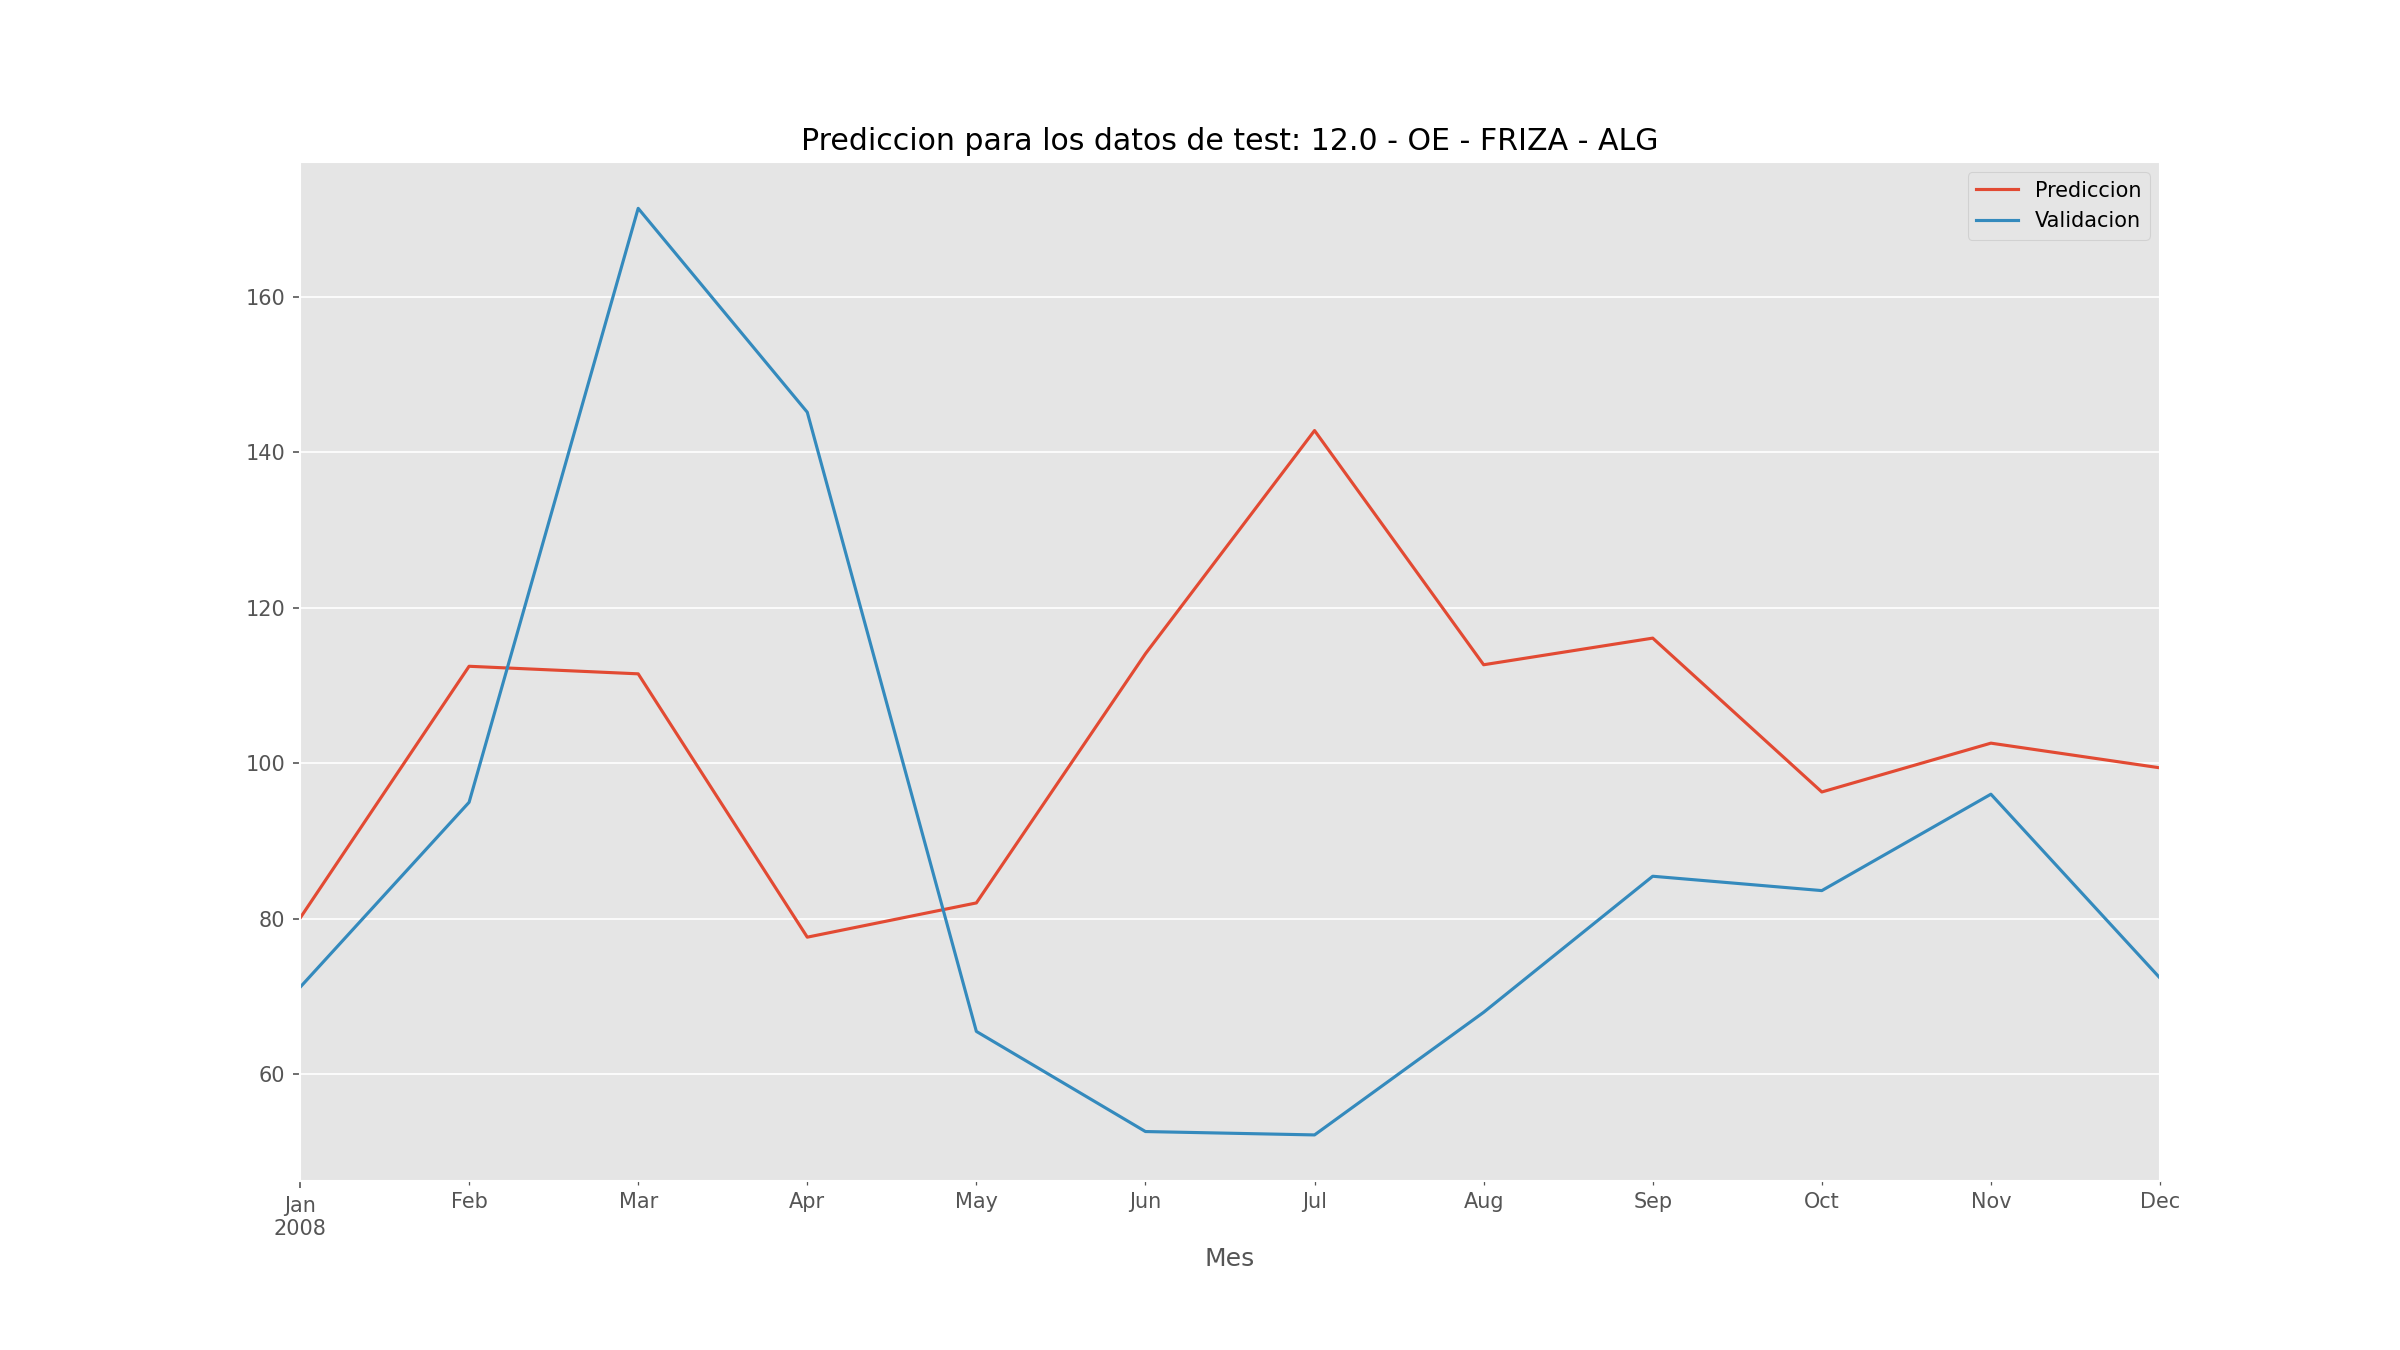 Prediccion para los datos de test: 12.0 - OE - FRIZA - ALG
Prediccion
Validacion
160
140
120
100
80
60
Jan Feb Mar Apr May Jun Jul Aug Sep Oct Nov Dec
2008
Mes